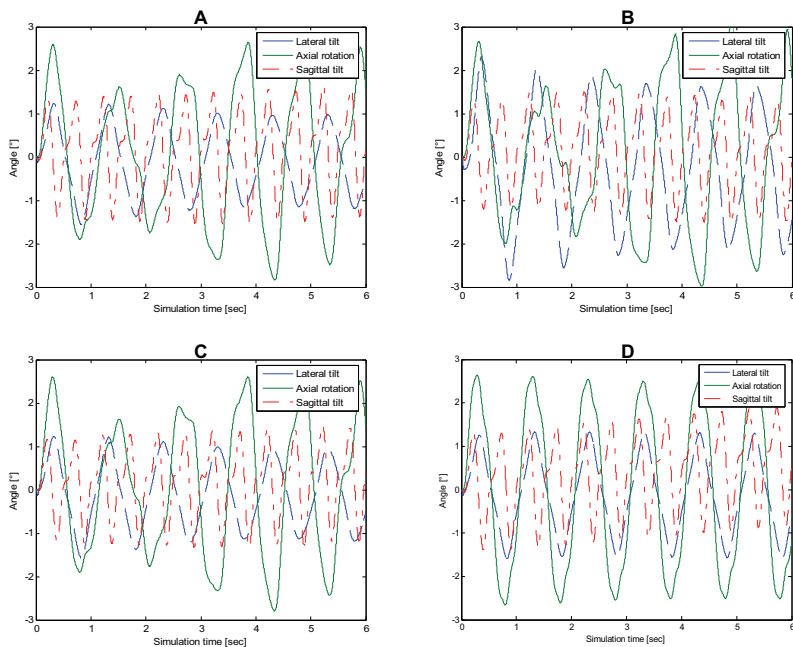 A
Lateral tilt
Axial rotation
Sagittal tilt
Angle [°]
3
2
1
0
-1
-2
-3
0 1 2 3 4 5 6
Simulation time [sec]
B
Lateral tilt
Axial rotation
Sagittal tilt
Angle [°]
3
2
1
0
-1
-2
-3
0 1 2 3 4 5 6
Simulation time [sec]
C
Lateral tilt
Axial rotation
Sagittal tilt
Angle [°]
3
2
1
0
-1
-2
-3
0 1 2 3 4 5 6
Simulation time [sec]
D
Lateral tilt
Axial rotation
Sagittal tilt
Angle [°]
3
2
1
0
-1
-2
-3
0 1 2 3 4 5 6
Simulation time [sec]